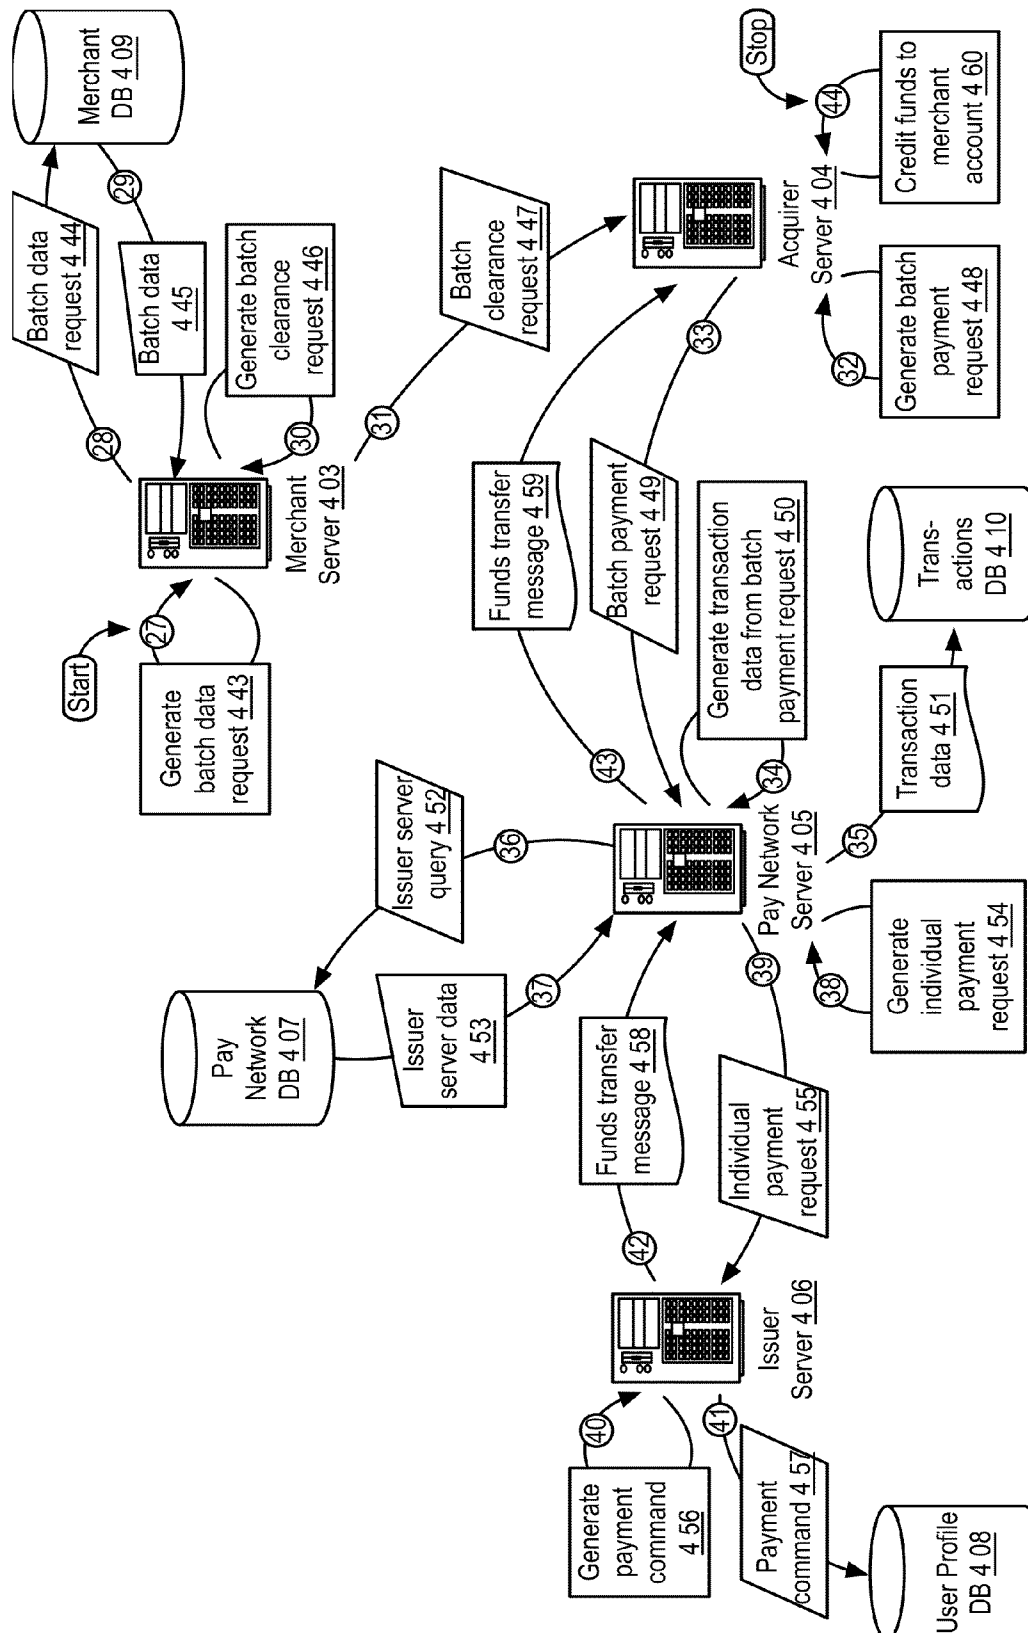 Start
27
Generate
batch data
request 4 43
28
Batch data
request 4 44
Merchant
DB 4 09
29
Batch data
4 45
Generate batch
clearance
request 4 46
30
Merchant
Server 4 03
31
Batch
clearance
request 4 47
Acquirer
Server 4 04
Generate batch
payment
request 4 48
32
33
Batch payment
request 4 49
Generate transaction
data from batch
payment request 4 50
34
Pay Network
Server 4 05
35
Transaction
data 4 51
Trans-
actions
DB 4 10
36
Issuer server
query 4 52
Pay
Network
DB 4 07
Issuer
server data
4 53
37
Generate
individual
payment
request 4 54
38
39
Individual
payment
request 4 55
Issuer
Server 4 06
40
Generate
payment
command
4 56
41
Payment
command 4 57
User Profile
DB 4 08
42
Funds transfer
message 4 58
43
Funds transfer
message 4 59
44
Credit funds to
merchant
account 4 60
Stop